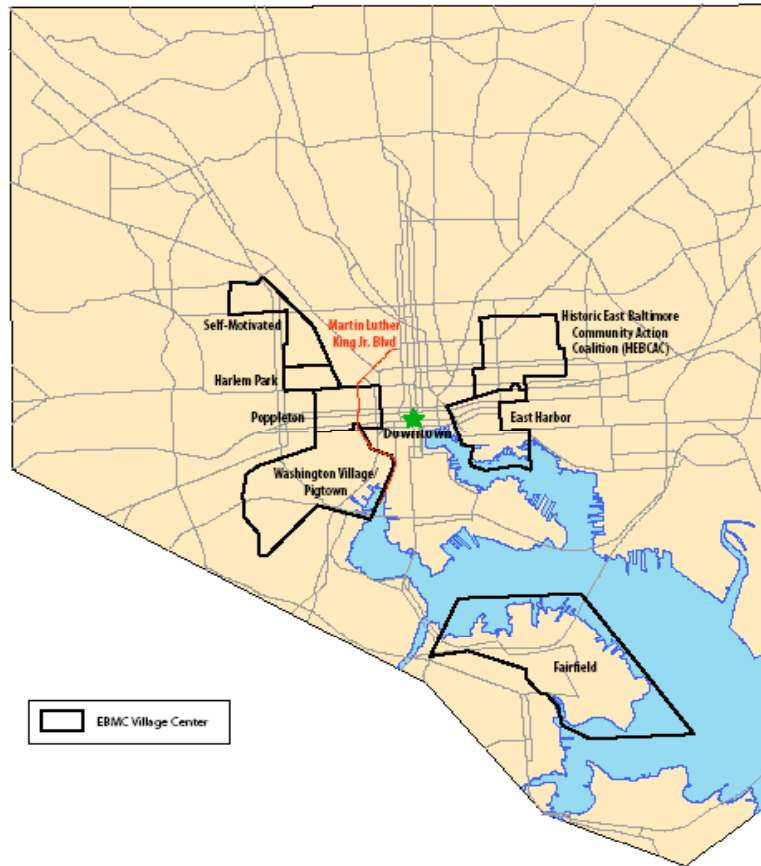 Martin Luther
King Jr. Blvd
Historic East Baltimore
Community Action
Coalition (HEBCAC)
Self-Motivated
Harlem Park
Poppleton
East Harbor
Downtown
Washington Village/
Pigtown
Fairfield
EBMC Village Center